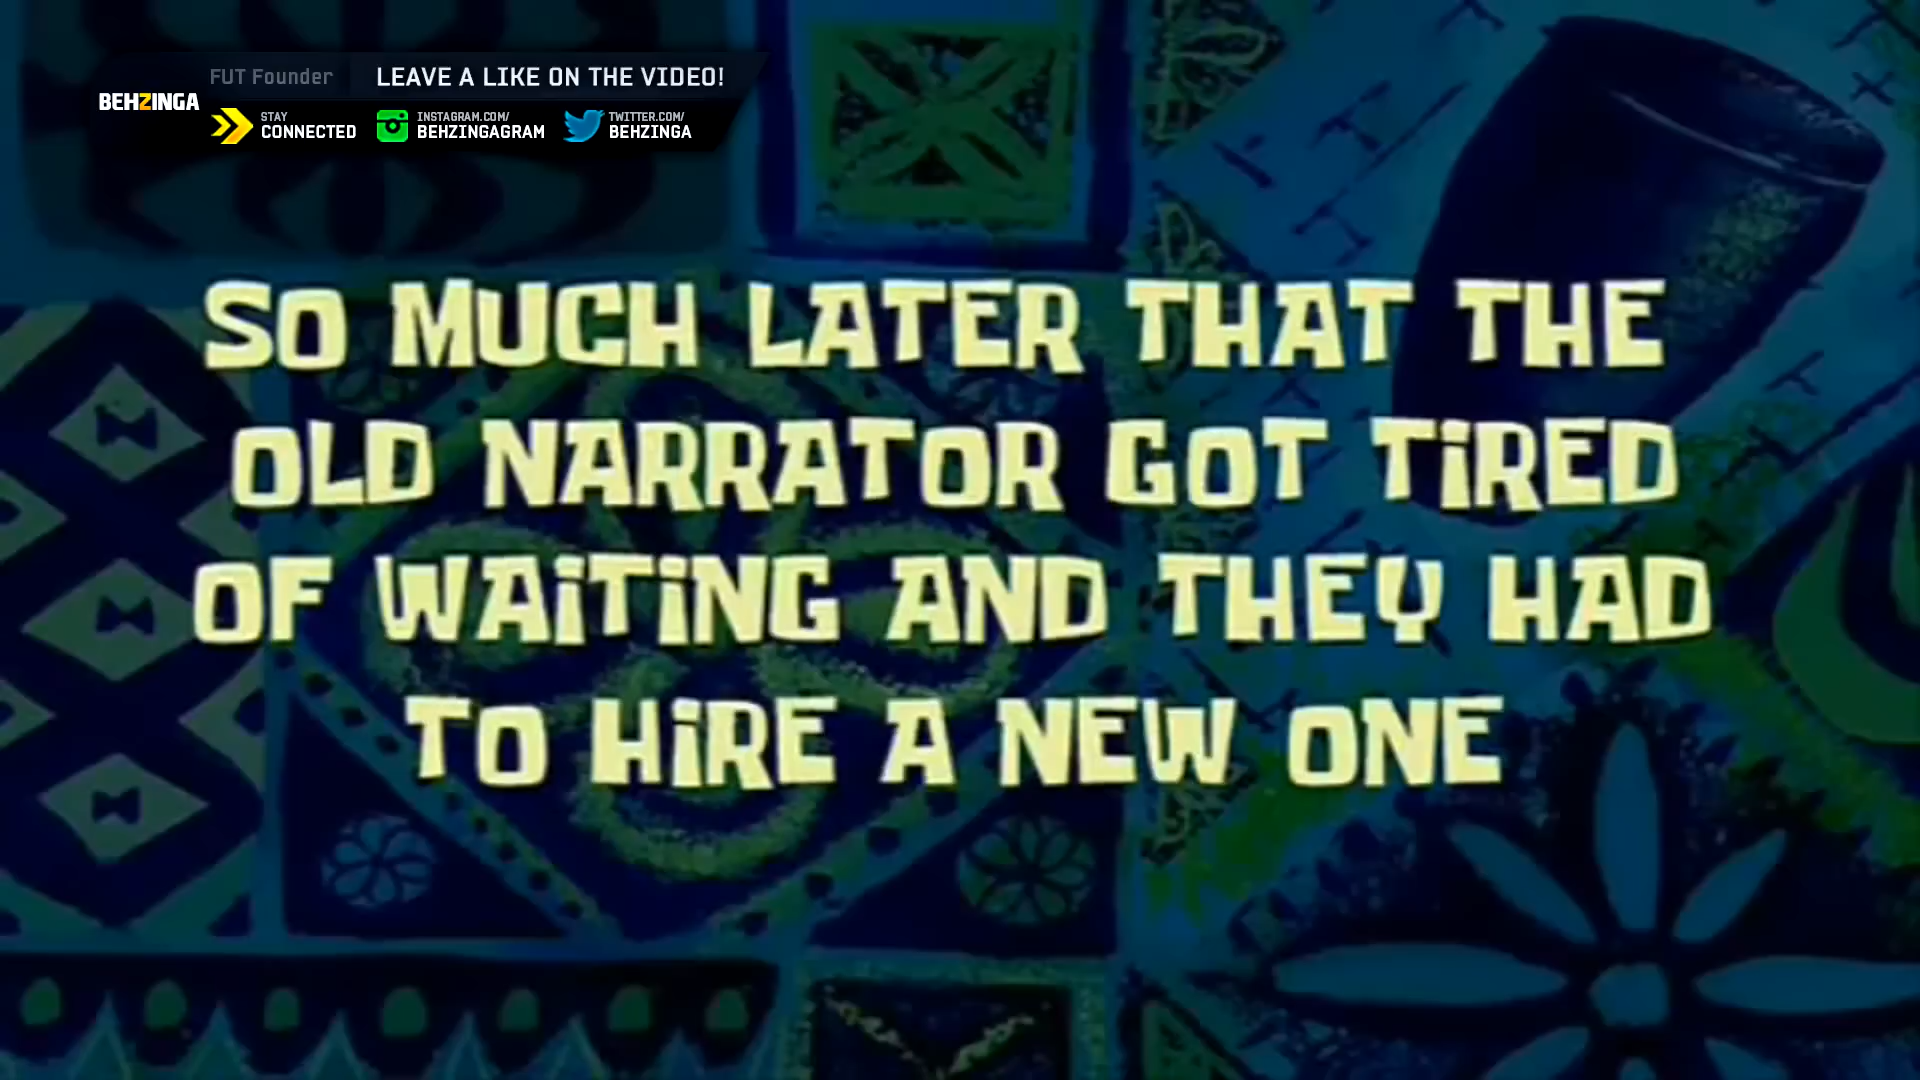 FUT Founder
LEAVE A LIKE ON THE VIDEO!
BEHZINGA
STAY
CONNECTED
INSTAGRAM.COM/
BEHZINGAGRAM
TWITTER.COM/
BEHZINGA
SO MUCH LATER THAT THE
OLD NARRATOR GOT TiRED
OF WAiTiNG AND THEY HAD
TO HiRE A NEW ONE